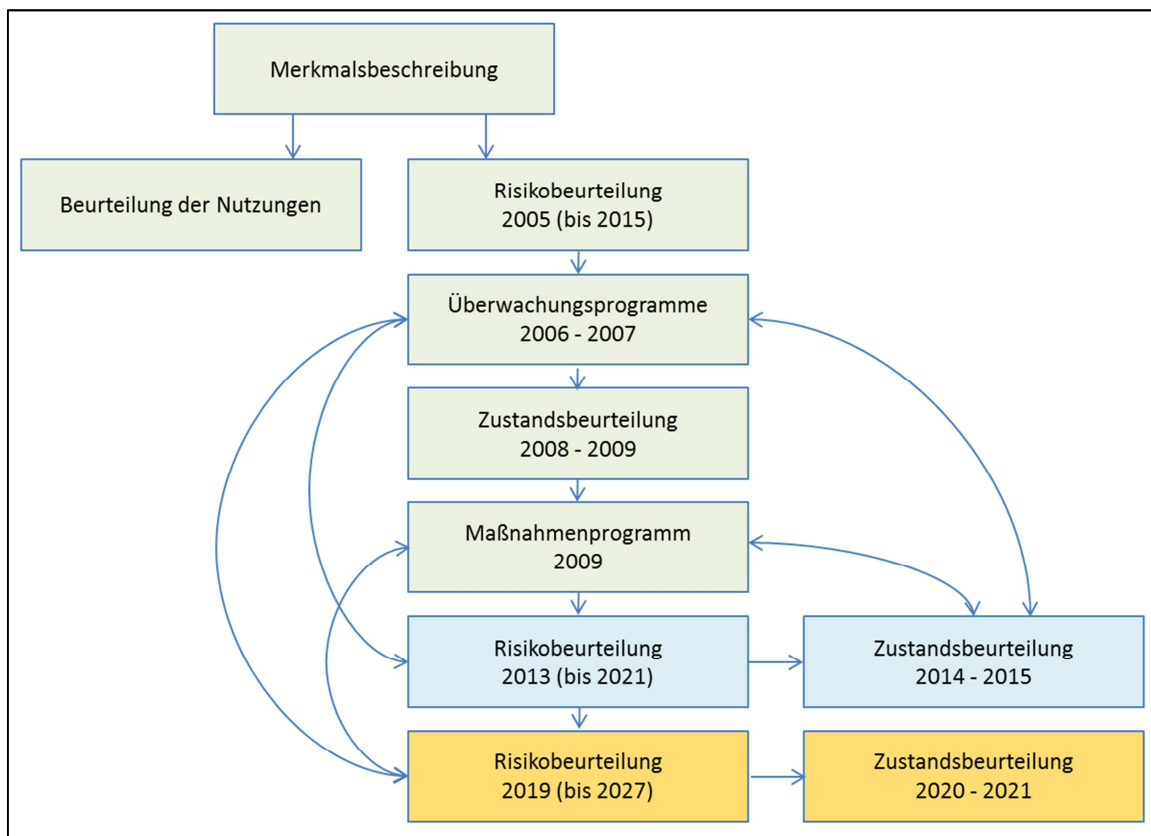 Merkmalsbeschreibung
Beurteilung der Nutzungen
Risikobeurteilung
2005 (bis 2015)
Überwachungsprogramme
2006 - 2007
Zustandsbeurteilung
2008 - 2009
Maßnahmenprogramm
2009
Risikobeurteilung
2013 (bis 2021)
Zustandsbeurteilung
2014 - 2015
Risikobeurteilung
2019 (bis 2027)
Zustandsbeurteilung
2020 - 2021